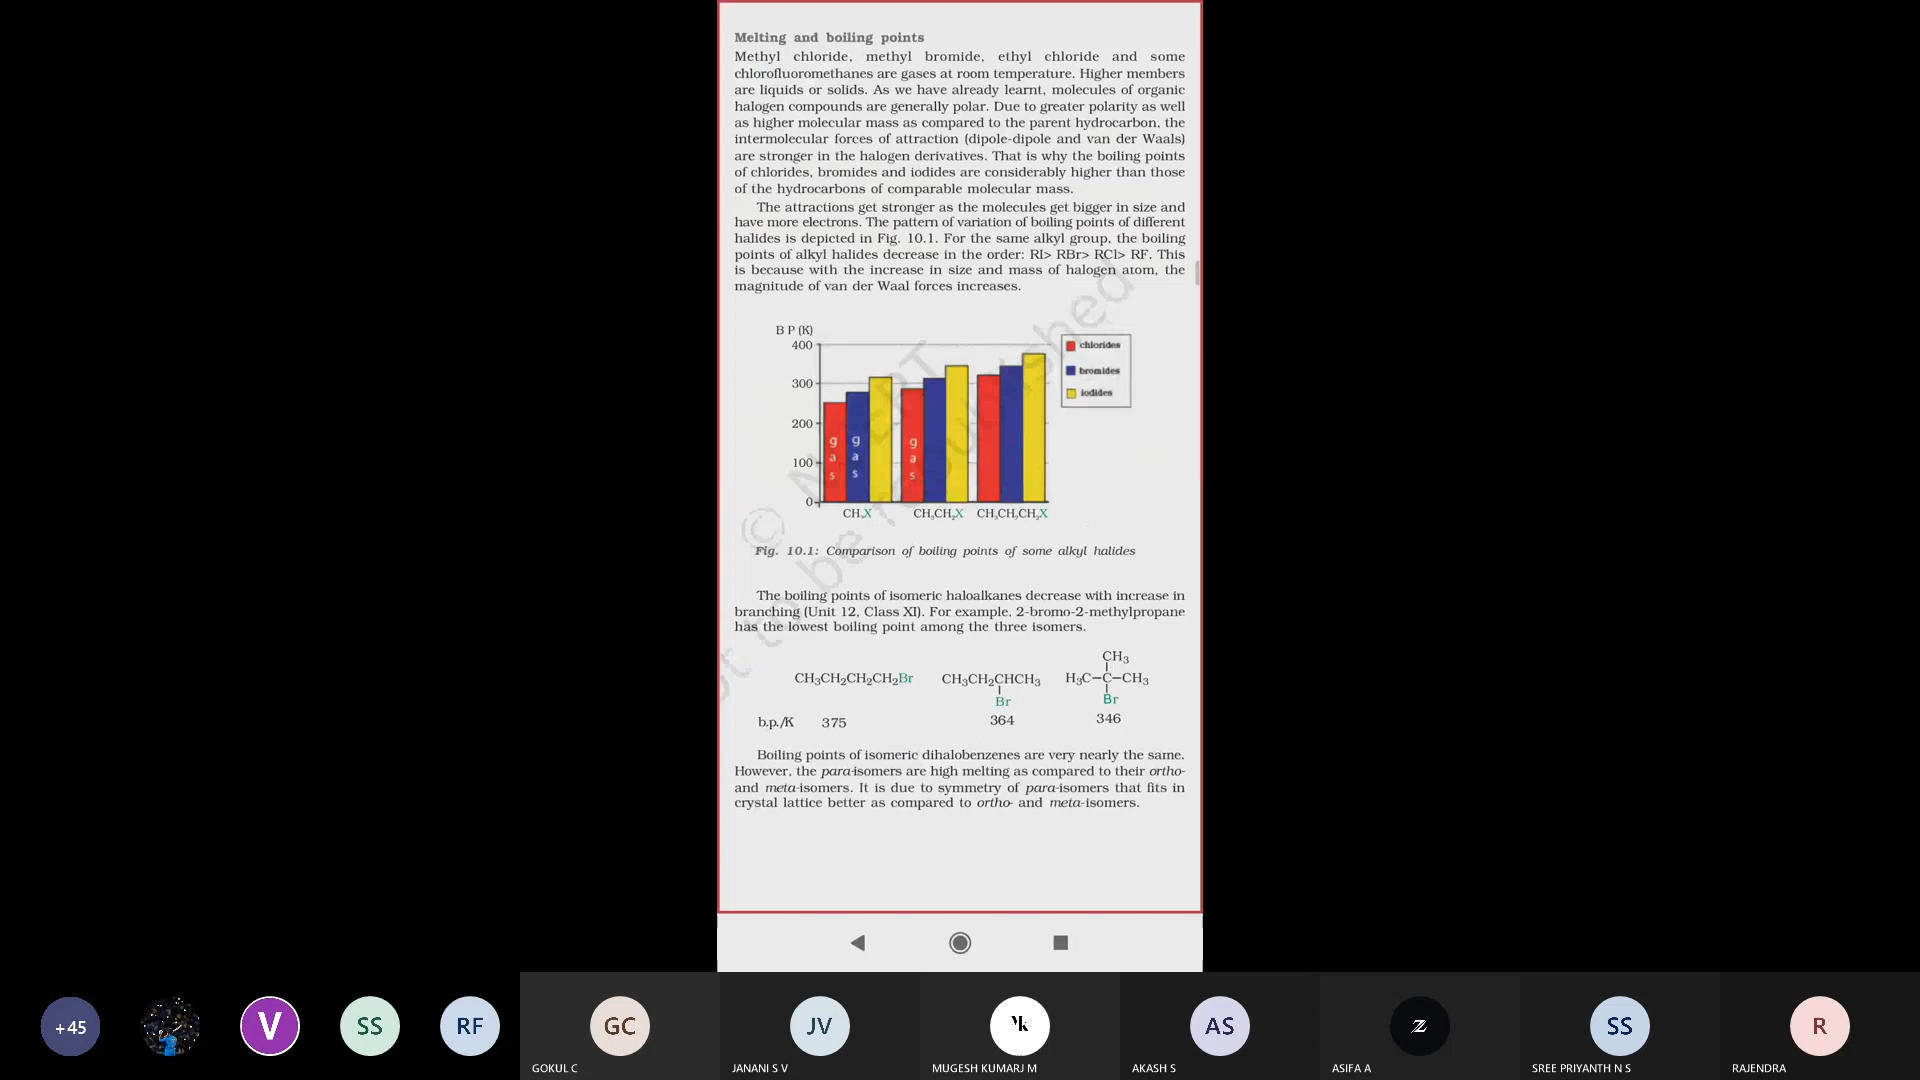 Melting and boiling points
Methyl chloride, methyl bromide, ethyl chloride and some
chlorofluoromethanes are gases at room temperature. Higher members
are liquids or solids. As we have already learnt, molecules of organic
halogen compounds are generally polar. Due to greater polarity as well
as higher molecular mass as compared to the parent hydrocarbon, the
intermolecular forces of attraction (dipole-dipole and van der Waals)
are stronger in the halogen derivatives. That is why the boiling points
of chlorides, bromides and iodides are considerably higher than those
of the hydrocarbons of comparable molecular mass.
The attractions get stronger as the molecules get bigger in size and
have more electrons. The pattern of variation of boiling points of different
halides is depicted in Fig. 10.1. For the same alkyl group, the boiling
points of alkyl halides decrease in the order: RI> RBr> RCl> RF. This
is because with the increase in size and mass of halogen atom, the
magnitude of van der Waal forces increases.
B P (K)
400
300
200
100
0
chlorides
bromides
iodides
gas
gas
gas
CH₃X
CH₃CH₂X
CH₃CH₂CH₂X
Fig. 10.1: Comparison of boiling points of some alkyl halides
The boiling points of isomeric haloalkanes decrease with increase in
branching (Unit 12, Class XI). For example, 2-bromo-2-methylpropane
has the lowest boiling point among the three isomers.
CH₃
CH₃CH₂CH₂CH₂Br CH₃CH₂CHCH₃ H₃C–C–CH₃
Br Br
b.p./K 375 364 346
Boiling points of isomeric dihalobenzenes are very nearly the same.
However, the para-isomers are high melting as compared to their ortho-
and meta-isomers. It is due to symmetry of para-isomers that fits in
crystal lattice better as compared to ortho- and meta-isomers.
+45
V
SS
RF
GC
JV
AS
SS
R
GOKUL C
JANANI S V
MUGESH KUMARJ M
AKASH S
ASIFA A
SREE PRIYANTH N S
RAJENDRA